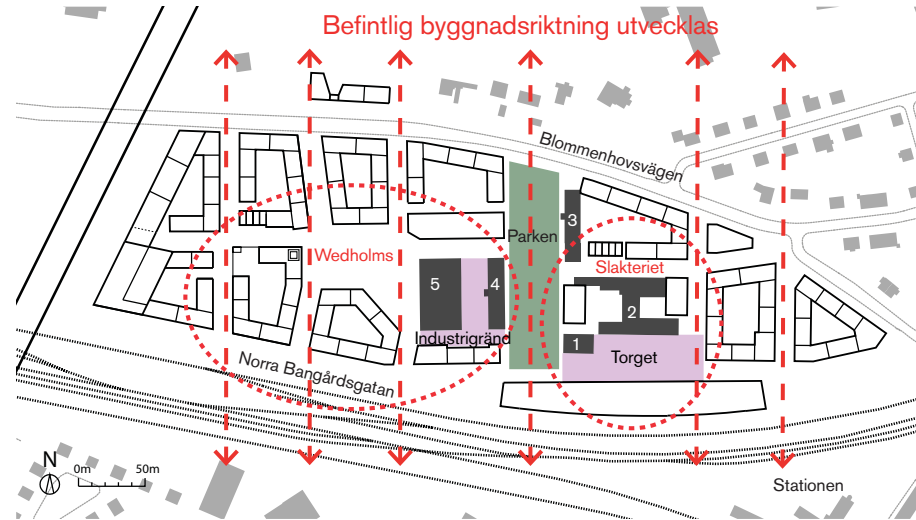 Befintlig byggnadsriktning utvecklas
Blommenhovsvägen
3
Parken
Wedholms
Slakteriet
5
4
2
Industrigränd
1
Torget
Norra Bangårdsgatan
N
0m
50m
Stationen